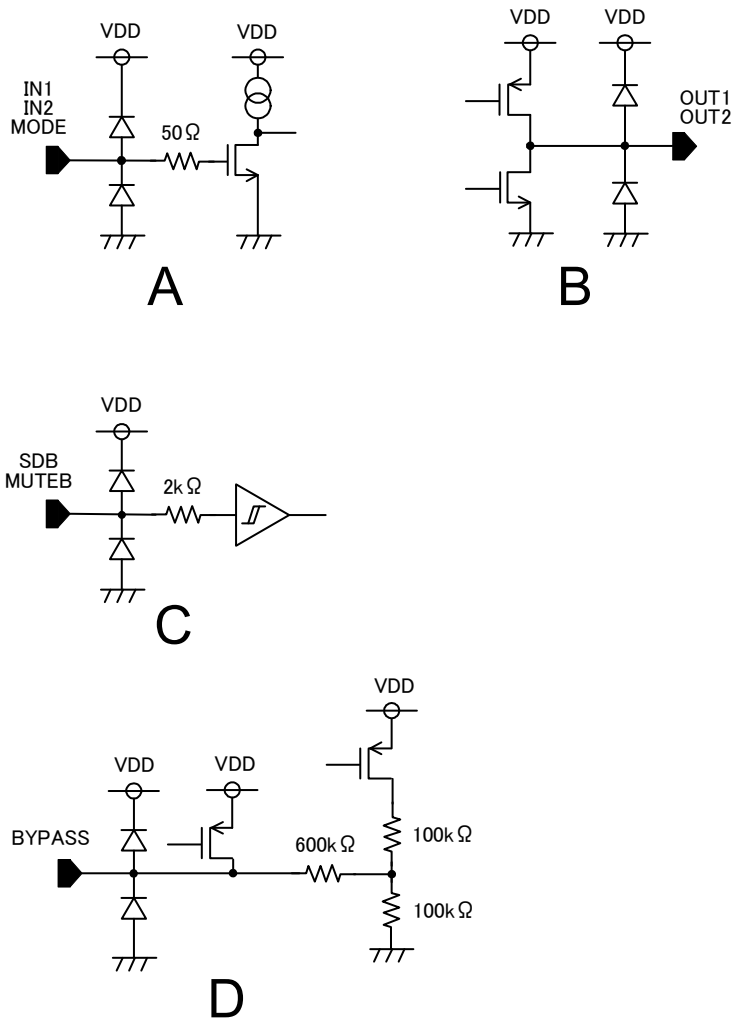 VDD
VDD
IN1
IN2
MODE
50Ω
A
VDD
VDD
OUT1
OUT2
B
VDD
SDB
MUTEB
2kΩ
C
VDD
VDD
VDD
BYPASS
600kΩ
100kΩ
100kΩ
D